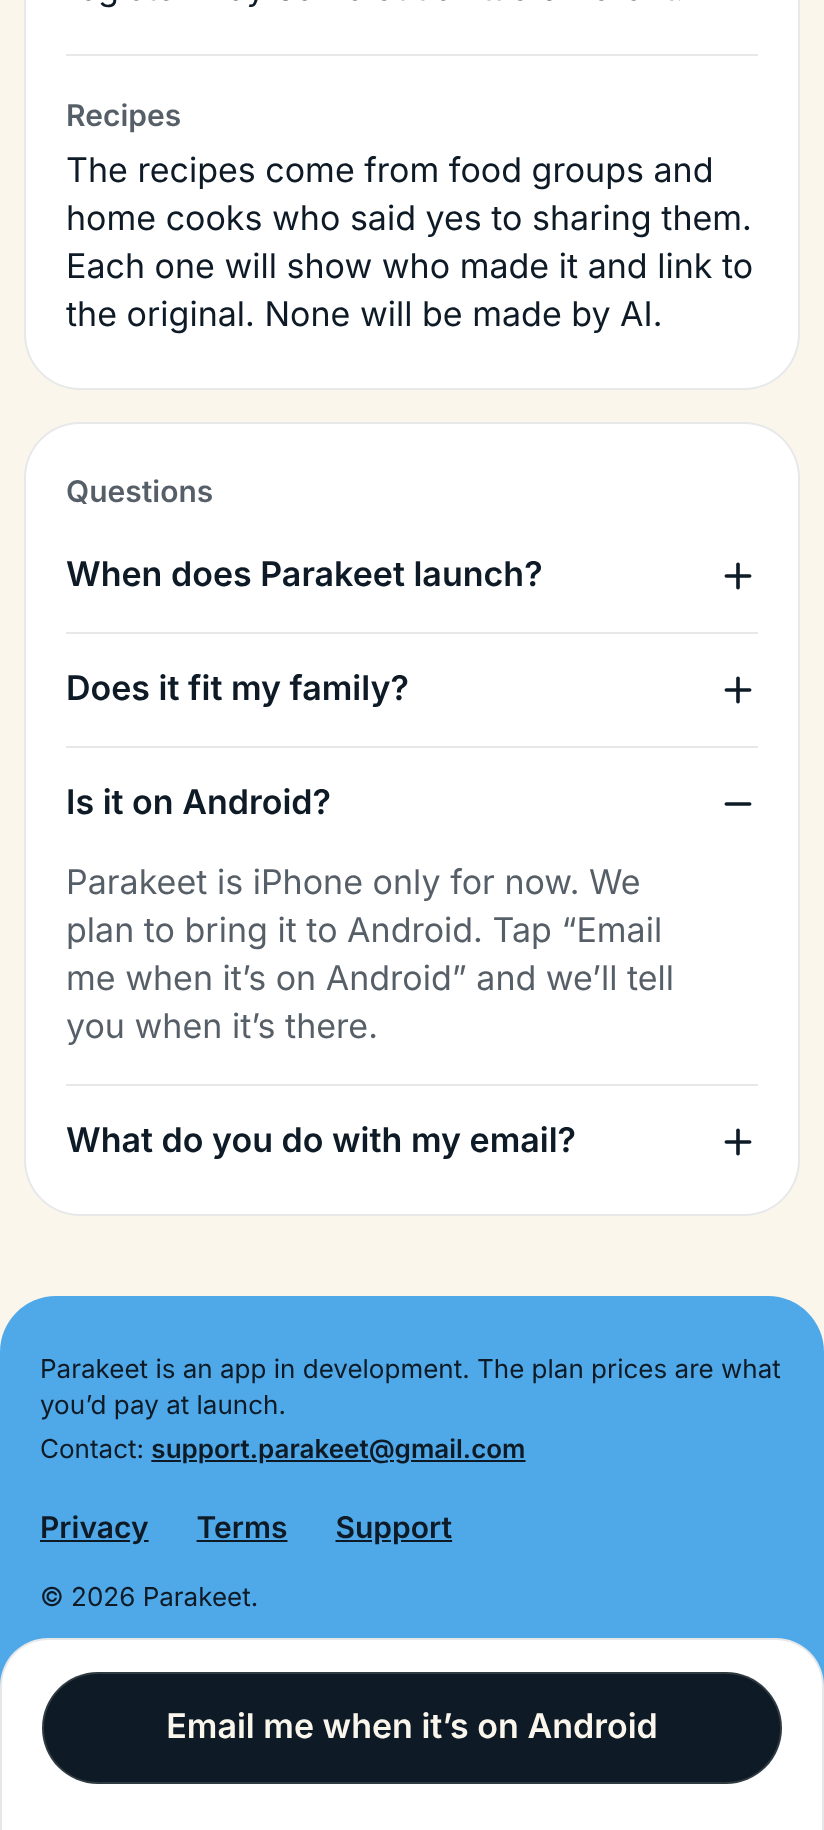 Recipes
The recipes come from food groups and
home cooks who said yes to sharing them.
Each one will show who made it and link to
the original. None will be made by AI.
Questions
When does Parakeet launch?
Does it fit my family?
Is it on Android?
Parakeet is iPhone only for now. We
plan to bring it to Android. Tap “Email
me when it’s on Android” and we’ll tell
you when it’s there.
What do you do with my email?
Parakeet is an app in development. The plan prices are what
you’d pay at launch.
Contact: support.parakeet@gmail.com
Privacy Terms Support
© 2026 Parakeet.
Email me when it’s on Android